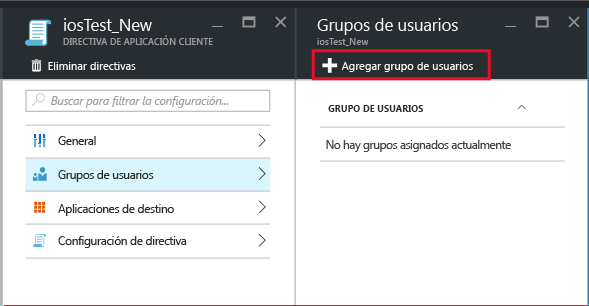 iosTest_New
DIRECTIVA DE APLICACIÓN CLIENTE
Eliminar directivas
Buscar para filtrar la configuración...
General
Grupos de usuarios
Aplicaciones de destino
Configuración de directiva
Grupos de usuarios
iosTest_New
Agregar grupo de usuarios
GRUPO DE USUARIOS
No hay grupos asignados actualmente